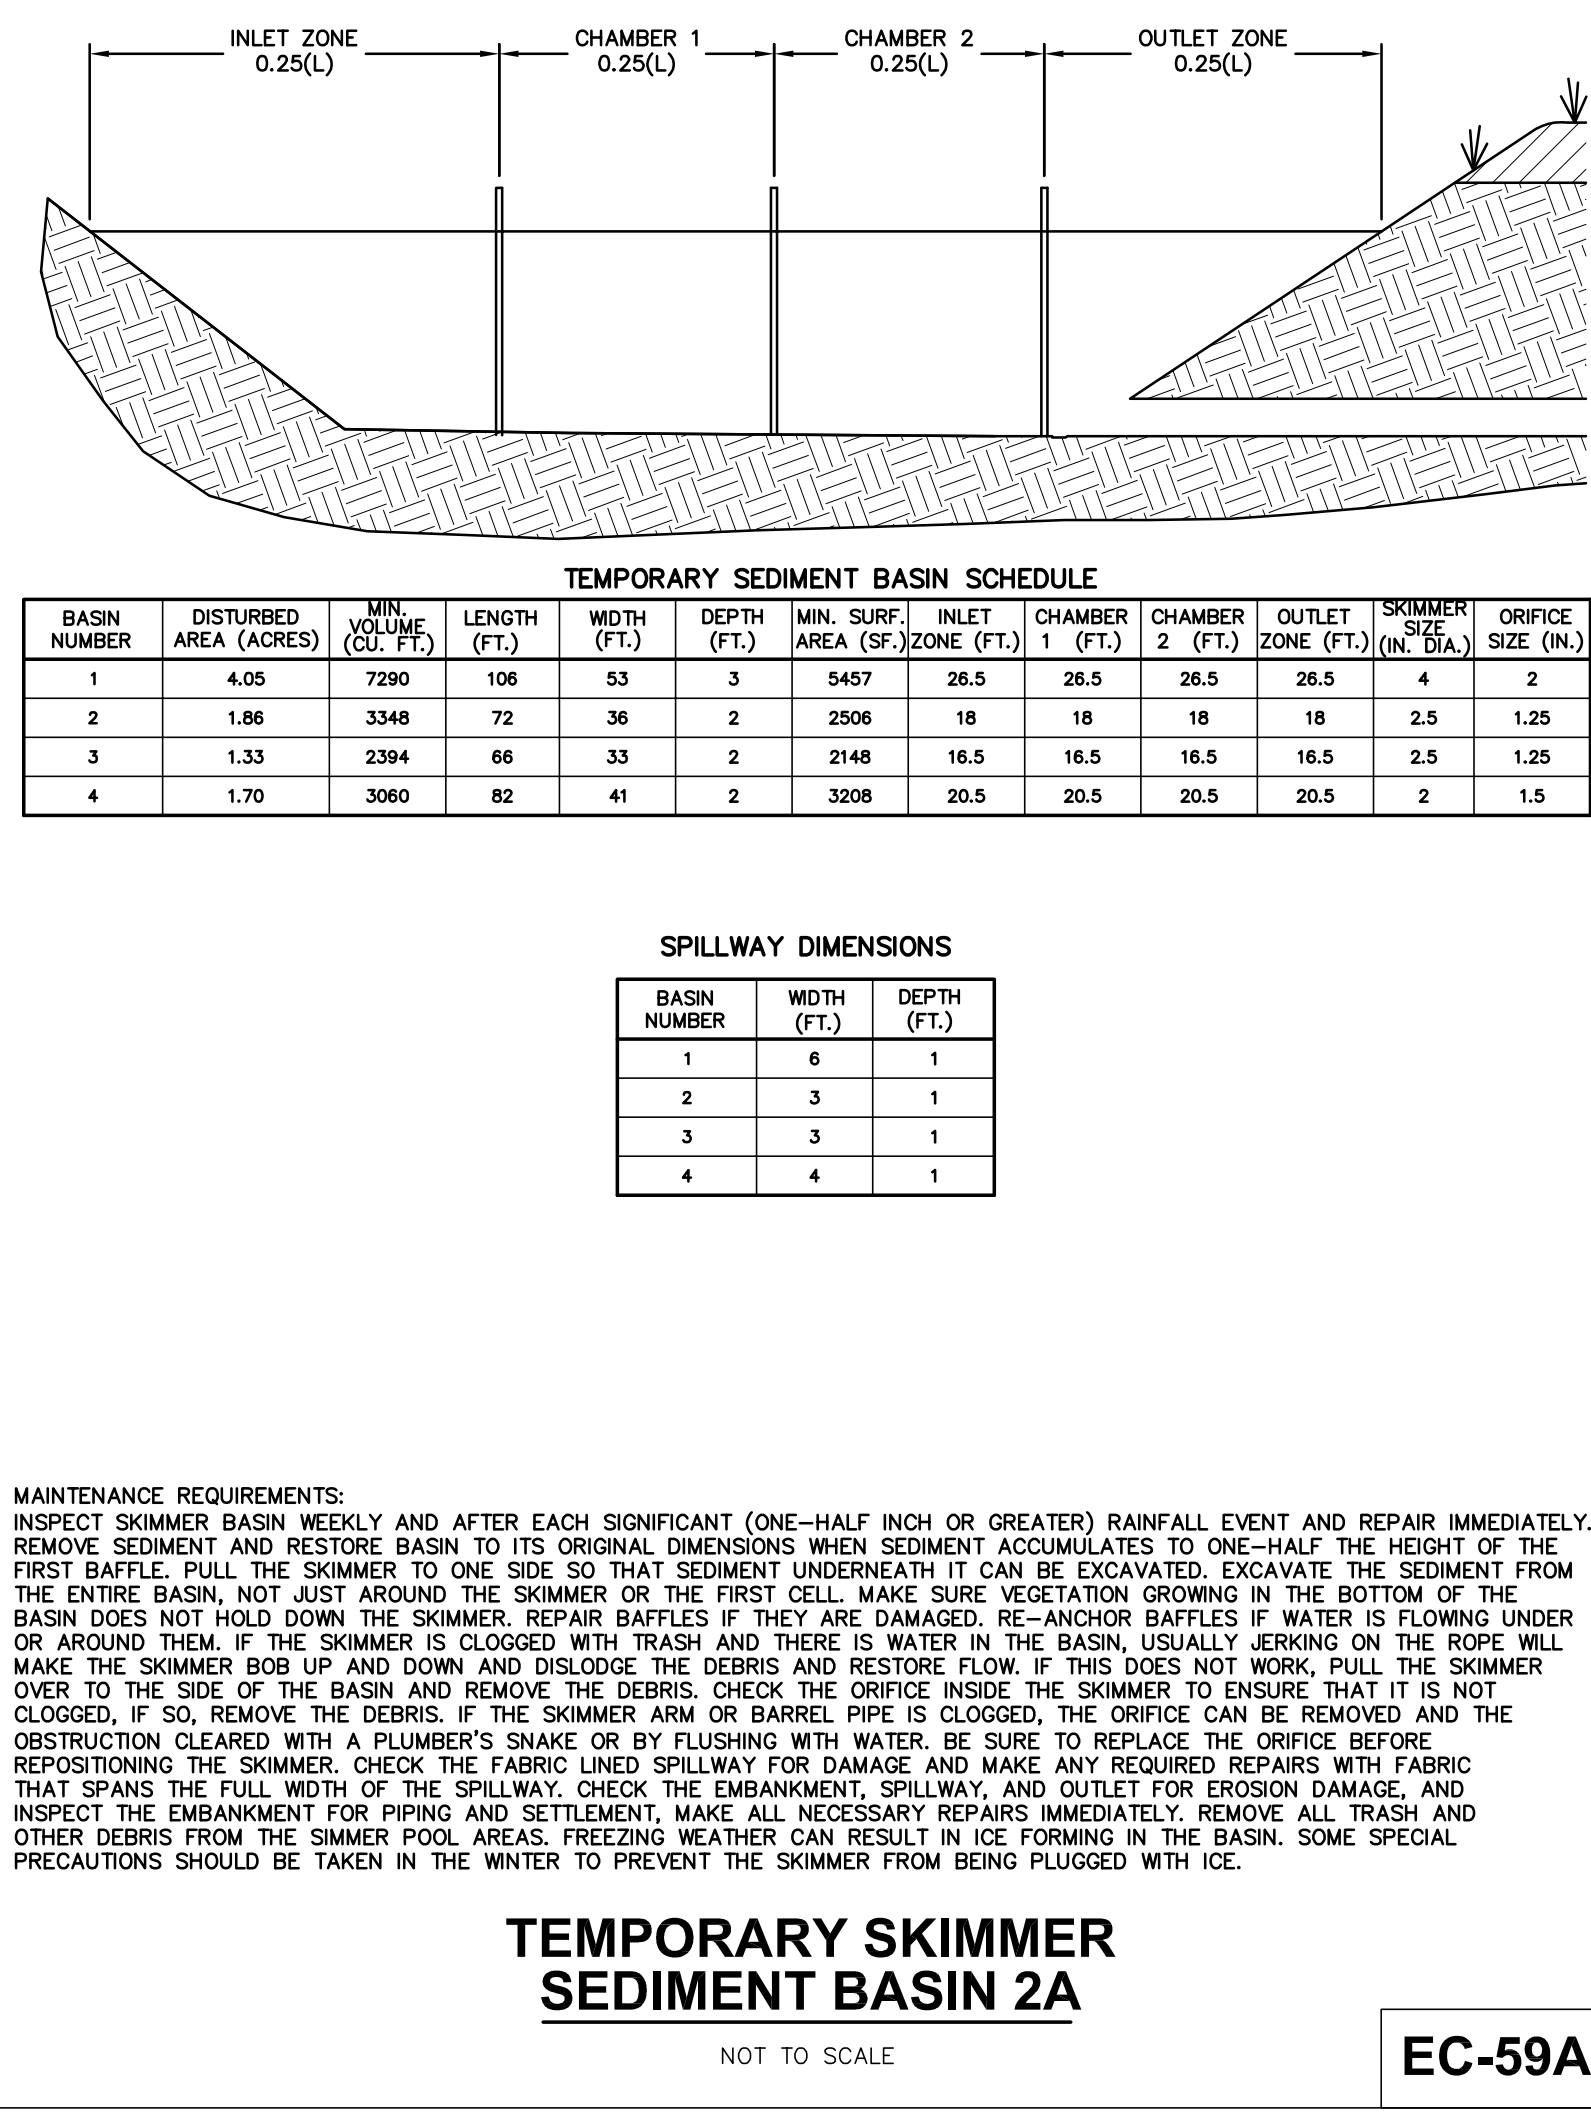 INLET ZONE CHAMBER 1 CHAMBER 2 OUTLET ZONE
0.25(L) 0.25(L) 0.25(L) 0.25(L)
TEMPORARY SEDIMENT BASIN SCHEDULE
BASIN NUMBER DISTURBED AREA (ACRES) MIN. VOLUME (CU. FT.) LENGTH (FT.) WIDTH (FT.) DEPTH (FT.) MIN. SURF. AREA (SF.) INLET ZONE (FT.) CHAMBER 1 (FT.) CHAMBER 2 (FT.) OUTLET ZONE (FT.) SKIMMER SIZE (IN. DIA.) ORIFICE SIZE (IN.)
1 4.05 7290 106 53 3 5457 26.5 26.5 26.5 26.5 4 2
2 1.86 3348 72 36 2 2506 18 18 18 18 2.5 1.25
3 1.33 2394 66 33 2 2148 16.5 16.5 16.5 16.5 2.5 1.25
4 1.70 3060 82 41 2 3208 20.5 20.5 20.5 20.5 2 1.5
SPILLWAY DIMENSIONS
BASIN NUMBER WIDTH (FT.) DEPTH (FT.)
1 6 1
2 3 1
3 3 1
4 4 1
MAINTENANCE REQUIREMENTS:
INSPECT SKIMMER BASIN WEEKLY AND AFTER EACH SIGNIFICANT (ONE-HALF INCH OR GREATER) RAINFALL EVENT AND REPAIR IMMEDIATELY.
REMOVE SEDIMENT AND RESTORE BASIN TO ITS ORIGINAL DIMENSIONS WHEN SEDIMENT ACCUMULATES TO ONE-HALF THE HEIGHT OF THE
FIRST BAFFLE. PULL THE SKIMMER TO ONE SIDE SO THAT SEDIMENT UNDERNEATH IT CAN BE EXCAVATED. EXCAVATE THE SEDIMENT FROM
THE ENTIRE BASIN, NOT JUST AROUND THE SKIMMER OR THE FIRST CELL. MAKE SURE VEGETATION GROWING IN THE BOTTOM OF THE
BASIN DOES NOT HOLD DOWN THE SKIMMER. REPAIR BAFFLES IF THEY ARE DAMAGED. RE-ANCHOR BAFFLES IF WATER IS FLOWING UNDER
OR AROUND THEM. IF THE SKIMMER IS CLOGGED WITH TRASH AND THERE IS WATER IN THE BASIN, USUALLY JERKING ON THE ROPE WILL
MAKE THE SKIMMER BOB UP AND DOWN AND DISLODGE THE DEBRIS AND RESTORE FLOW. IF THIS DOES NOT WORK, PULL THE SKIMMER
OVER TO THE SIDE OF THE BASIN AND REMOVE THE DEBRIS. CHECK THE ORIFICE INSIDE THE SKIMMER TO ENSURE THAT IT IS NOT
CLOGGED, IF SO, REMOVE THE DEBRIS. IF THE SKIMMER ARM OR BARREL PIPE IS CLOGGED, THE ORIFICE CAN BE REMOVED AND THE
OBSTRUCTION CLEARED WITH A PLUMBER'S SNAKE OR BY FLUSHING WITH WATER. BE SURE TO REPLACE THE ORIFICE BEFORE
REPOSITIONING THE SKIMMER. CHECK THE FABRIC LINED SPILLWAY FOR DAMAGE AND MAKE ANY REQUIRED REPAIRS WITH FABRIC
THAT SPANS THE FULL WIDTH OF THE SPILLWAY. CHECK THE EMBANKMENT, SPILLWAY, AND OUTLET FOR EROSION DAMAGE, AND
INSPECT THE EMBANKMENT FOR PIPING AND SETTLEMENT, MAKE ALL NECESSARY REPAIRS IMMEDIATELY. REMOVE ALL TRASH AND
OTHER DEBRIS FROM THE SIMMER POOL AREAS. FREEZING WEATHER CAN RESULT IN ICE FORMING IN THE BASIN. SOME SPECIAL
PRECAUTIONS SHOULD BE TAKEN IN THE WINTER TO PREVENT THE SKIMMER FROM BEING PLUGGED WITH ICE.
TEMPORARY SKIMMER
SEDIMENT BASIN 2A
NOT TO SCALE
EC-59A